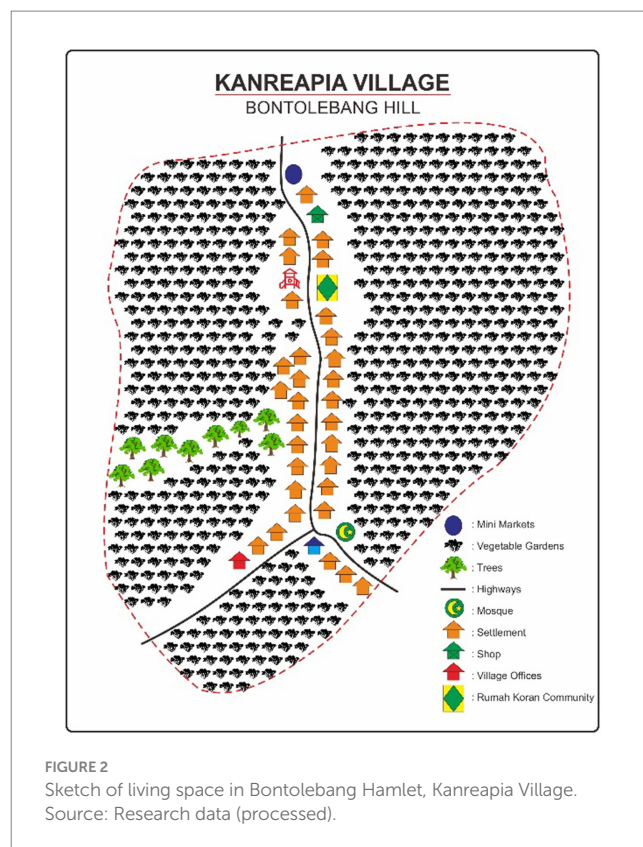 KANREAPIA VILLAGE
BONTOLEBANG HILL
: Mini Markets
: Vegetable Gardens
: Trees
: Highways
: Mosque
: Settlement
: Shop
: Village Offices
: Rumah Koran Community
FIGURE 2
Sketch of living space in Bontolebang Hamlet, Kanreapia Village.
Source: Research data (processed).